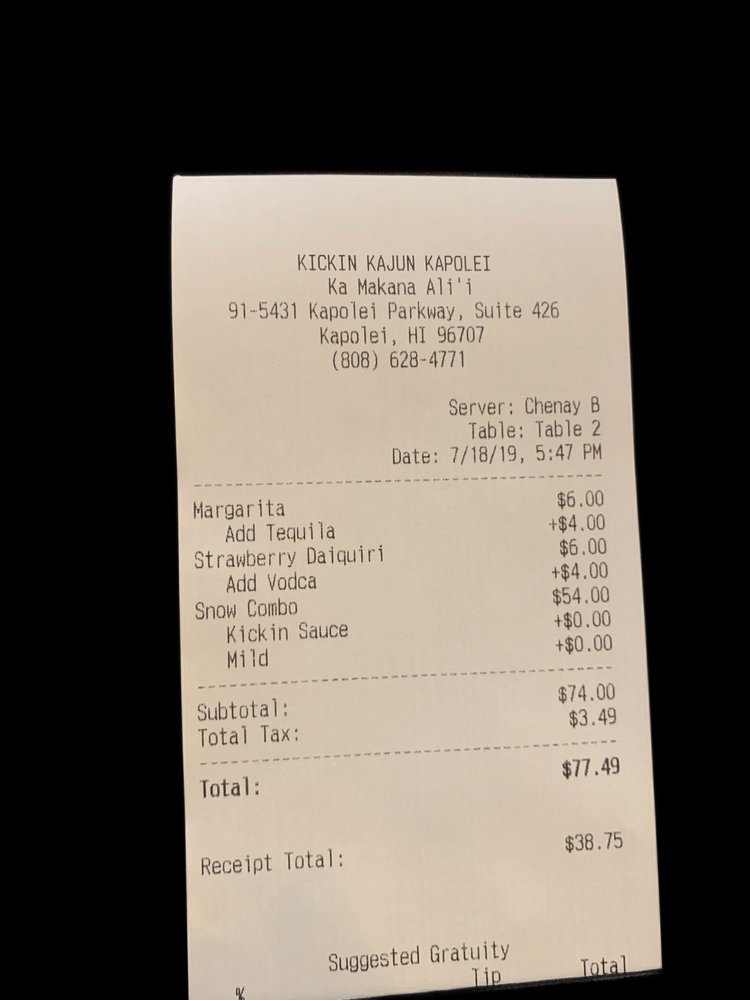 KICKIN KAJUN KAPOLEI
Ka Makana Ali'i
91-5431 Kapolei Parkway, Suite 426
Kapolei, HI 96707
(808) 628-4771
Server: Chenay B
Table: Table 2
Date: 7/18/19, 5:47 PM
Margarita $6.00
Add Tequila +$4.00
Strawberry Daiquiri $6.00
Add Vodca +$4.00
Snow Combo $54.00
Kickin Sauce +$0.00
Mild +$0.00
Subtotal: $74.00
Total Tax: $3.49
Total: $77.49
Receipt Total: $38.75
Suggested Gratuity
% Tip Total